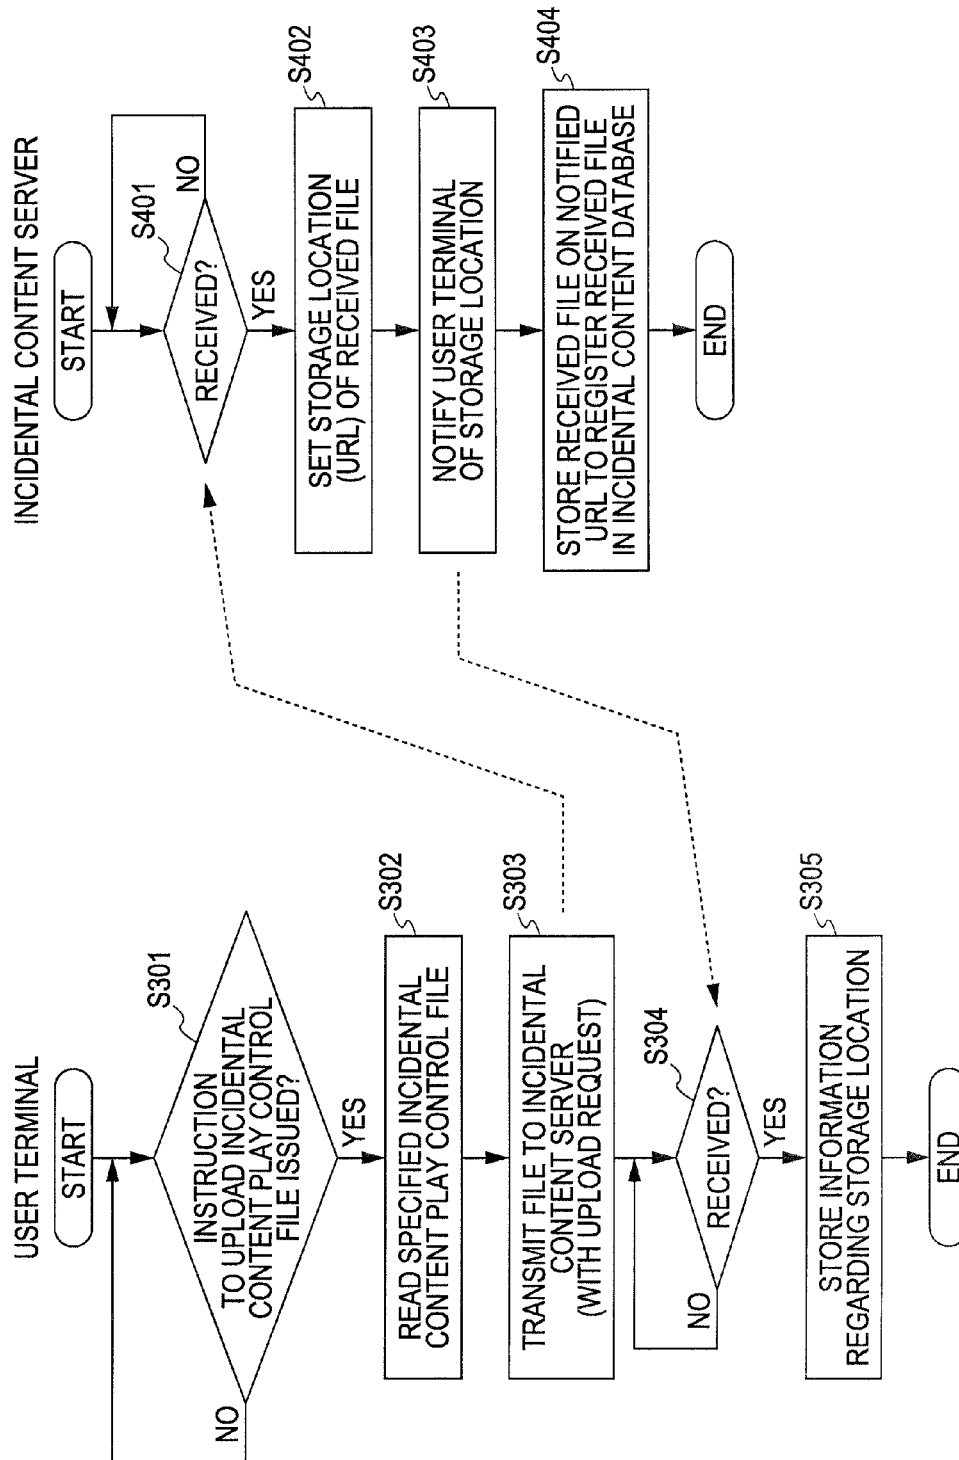 USER TERMINAL
START
S301
INSTRUCTION
TO UPLOAD INCIDENTAL
CONTENT PLAY CONTROL
FILE ISSUED?
NO
YES
S302
READ SPECIFIED INCIDENTAL
CONTENT PLAY CONTROL FILE
S303
TRANSMIT FILE TO INCIDENTAL
CONTENT SERVER
(WITH UPLOAD REQUEST)
S304
RECEIVED?
NO
YES
S305
STORE INFORMATION
REGARDING STORAGE LOCATION
END
INCIDENTAL CONTENT SERVER
START
S401
RECEIVED?
NO
YES
S402
SET STORAGE LOCATION
(URL) OF RECEIVED FILE
S403
NOTIFY USER TERMINAL
OF STORAGE LOCATION
S404
STORE RECEIVED FILE ON NOTIFIED
URL TO REGISTER RECEIVED FILE
IN INCIDENTAL CONTENT DATABASE
END